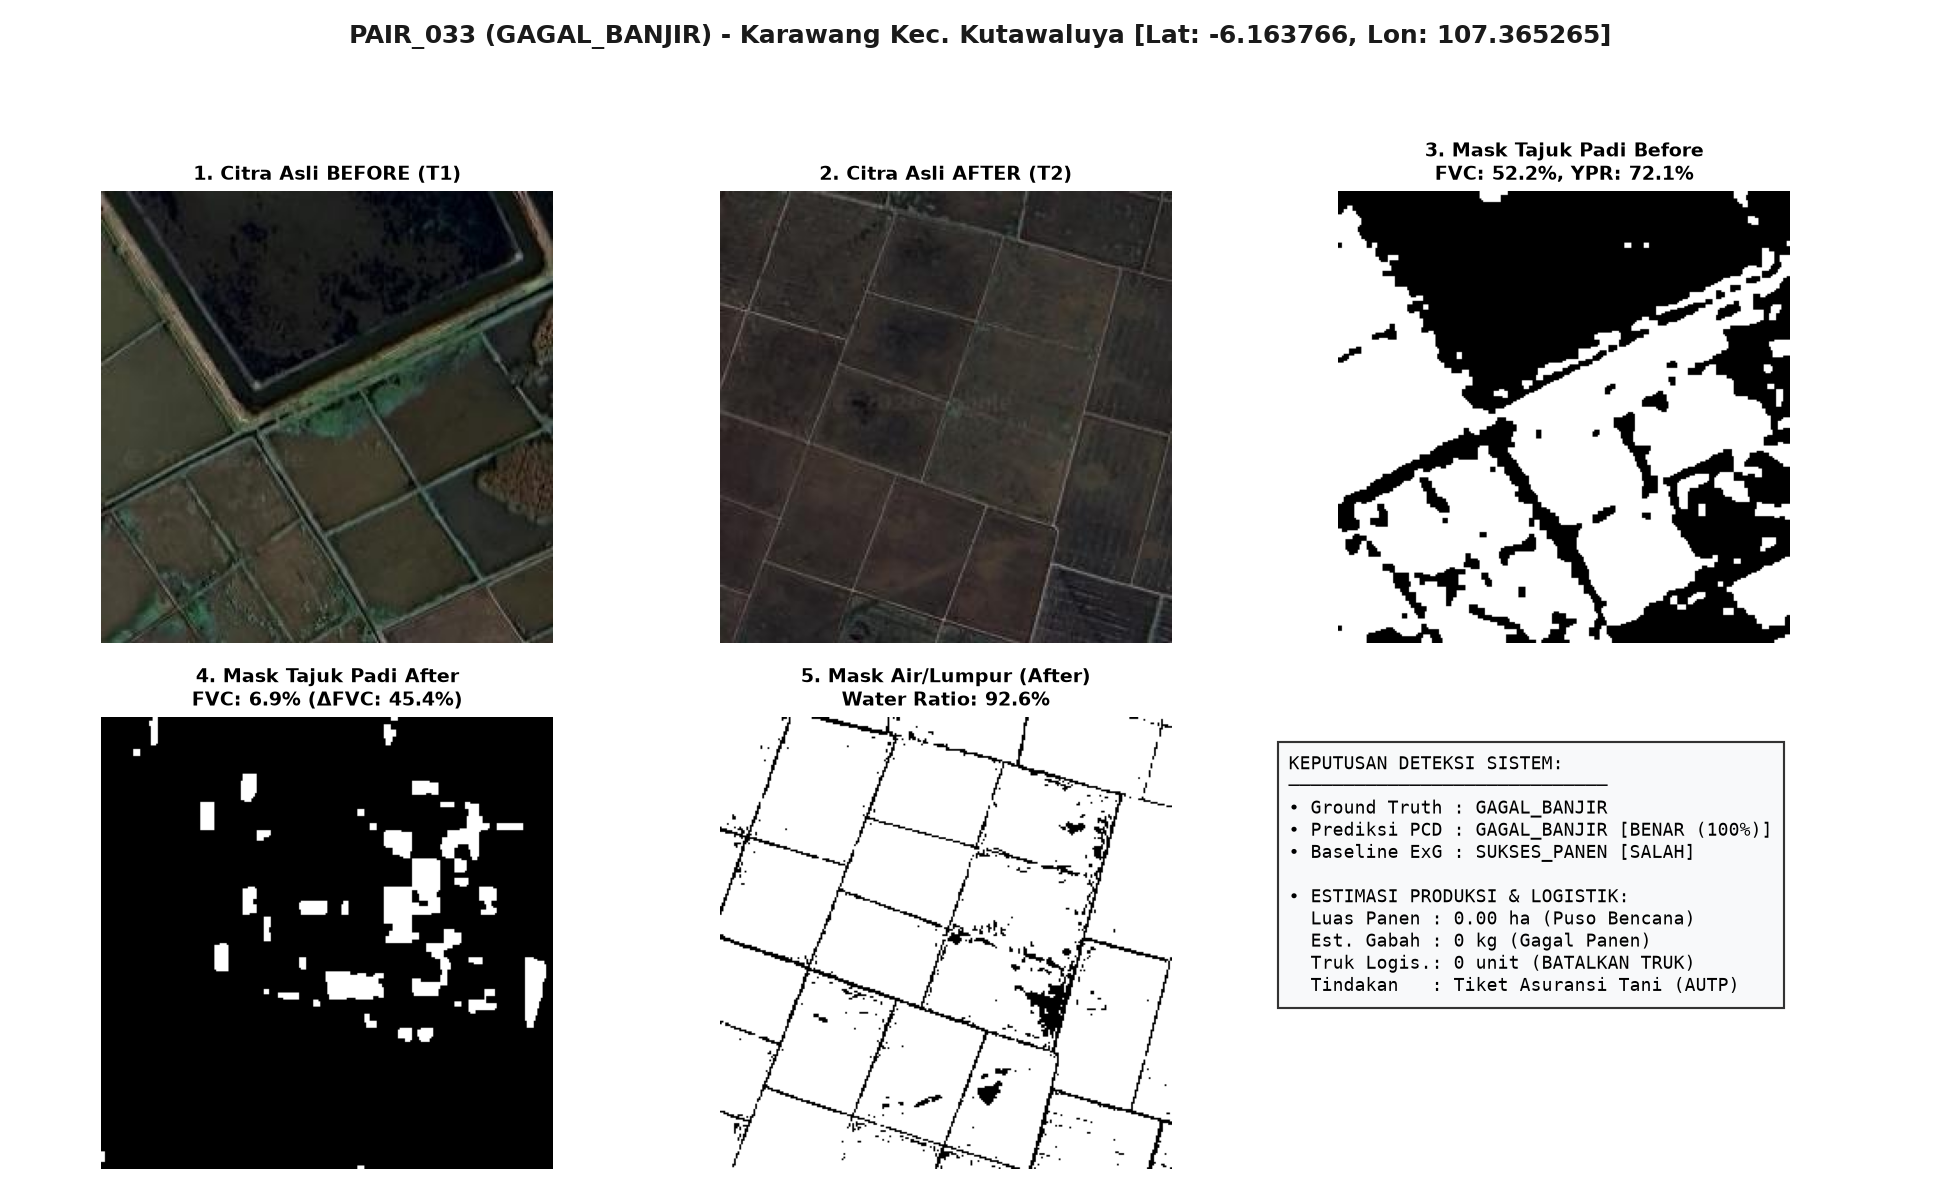 PAIR_033 (GAGAL_BANJIR) - Karawang Kec. Kutawaluya [Lat: -6.163766, Lon: 107.365265]
1. Citra Asli BEFORE (T1)
2. Citra Asli AFTER (T2)
3. Mask Tajuk Padi Before
FVC: 52.2%, YPR: 72.1%
4. Mask Tajuk Padi After
FVC: 6.9% (ΔFVC: 45.4%)
5. Mask Air/Lumpur (After)
Water Ratio: 92.6%
KEPUTUSAN DETEKSI SISTEM:
• Ground Truth : GAGAL_BANJIR
• Prediksi PCD : GAGAL_BANJIR [BENAR (100%)]
• Baseline ExG : SUKSES_PANEN [SALAH]
• ESTIMASI PRODUKSI & LOGISTIK:
Luas Panen : 0.00 ha (Puso Bencana)
Est. Gabah : 0 kg (Gagal Panen)
Truk Logis.: 0 unit (BATALKAN TRUK)
Tindakan   : Tiket Asuransi Tani (AUTP)